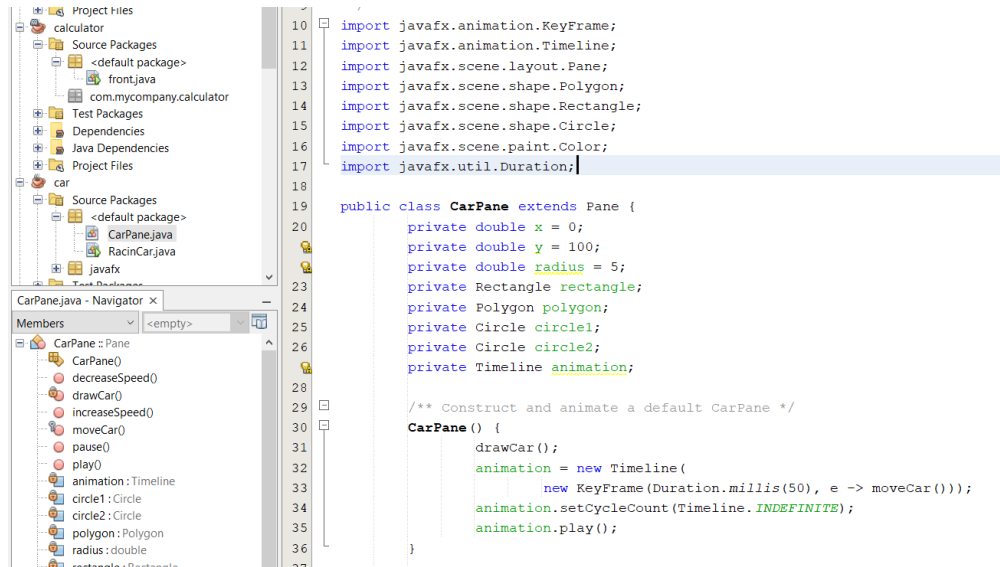 Project Files
calculator
Source Packages
<default package>
front.java
com.mycompany.calculator
Test Packages
Dependencies
Java Dependencies
Project Files
car
Source Packages
<default package>
CarPane.java
RacinCar.java
javafx
Test Packages
CarPane.java - Navigator ×
Members
<empty>
CarPane :: Pane
CarPane()
decreaseSpeed()
drawCar()
increaseSpeed()
moveCar()
pause()
play()
animation : Timeline
circle1 : Circle
circle2 : Circle
polygon : Polygon
radius : double
rectangle : Rectangle
10 import javafx.animation.KeyFrame;
11 import javafx.animation.Timeline;
12 import javafx.scene.layout.Pane;
13 import javafx.scene.shape.Polygon;
14 import javafx.scene.shape.Rectangle;
15 import javafx.scene.shape.Circle;
16 import javafx.scene.paint.Color;
17 import javafx.util.Duration;
18
19 public class CarPane extends Pane {
20 private double x = 0;
private double y = 100;
private double radius = 5;
23 private Rectangle rectangle;
24 private Polygon polygon;
25 private Circle circle1;
26 private Circle circle2;
private Timeline animation;
28
29 /** Construct and animate a default CarPane */
30 CarPane() {
31 drawCar();
32 animation = new Timeline(
33 new KeyFrame(Duration.millis(50), e -> moveCar()));
34 animation.setCycleCount(Timeline.INDEFINITE);
35 animation.play();
36 }